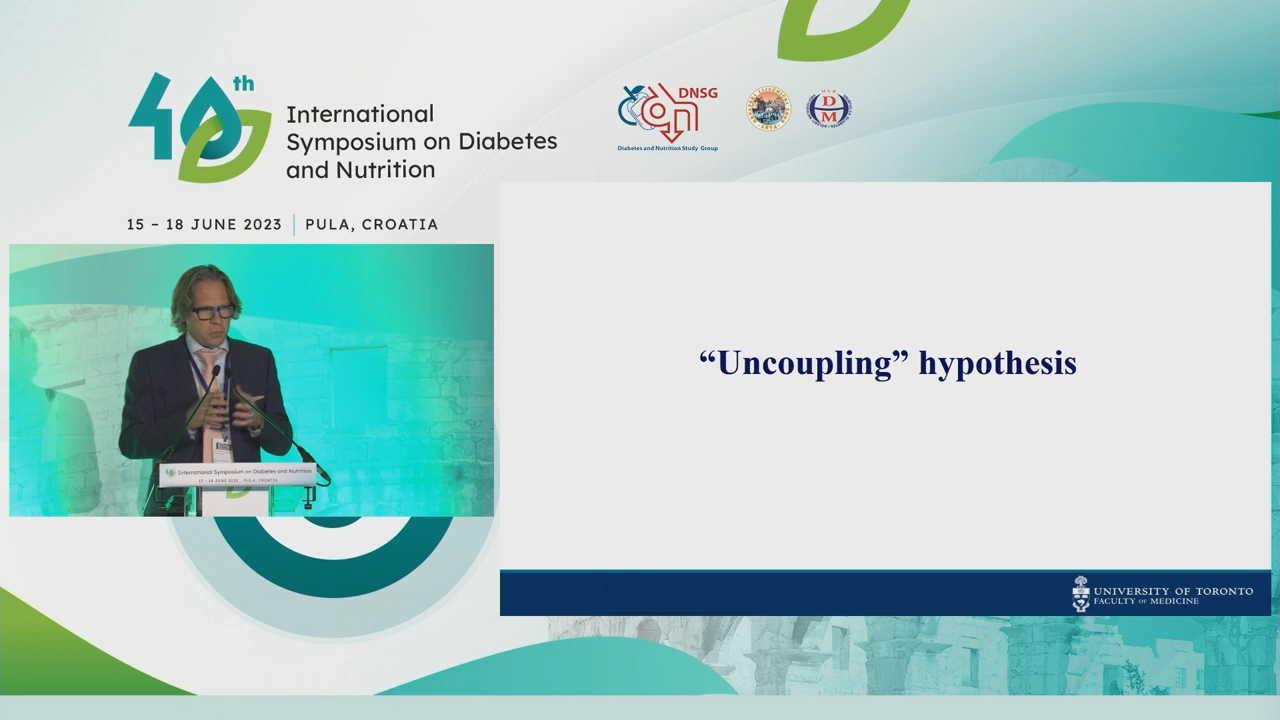 40th
International
Symposium on Diabetes
and Nutrition
15 – 18 JUNE 2023 | PULA, CROATIA
DNSG
Diabetes and Nutrition Study Group
D
M
“Uncoupling” hypothesis
International Symposium on Diabetes and Nutrition
15 – 18 JUNE 2023 | PULA, CROATIA
UNIVERSITY OF TORONTO
FACULTY OF MEDICINE